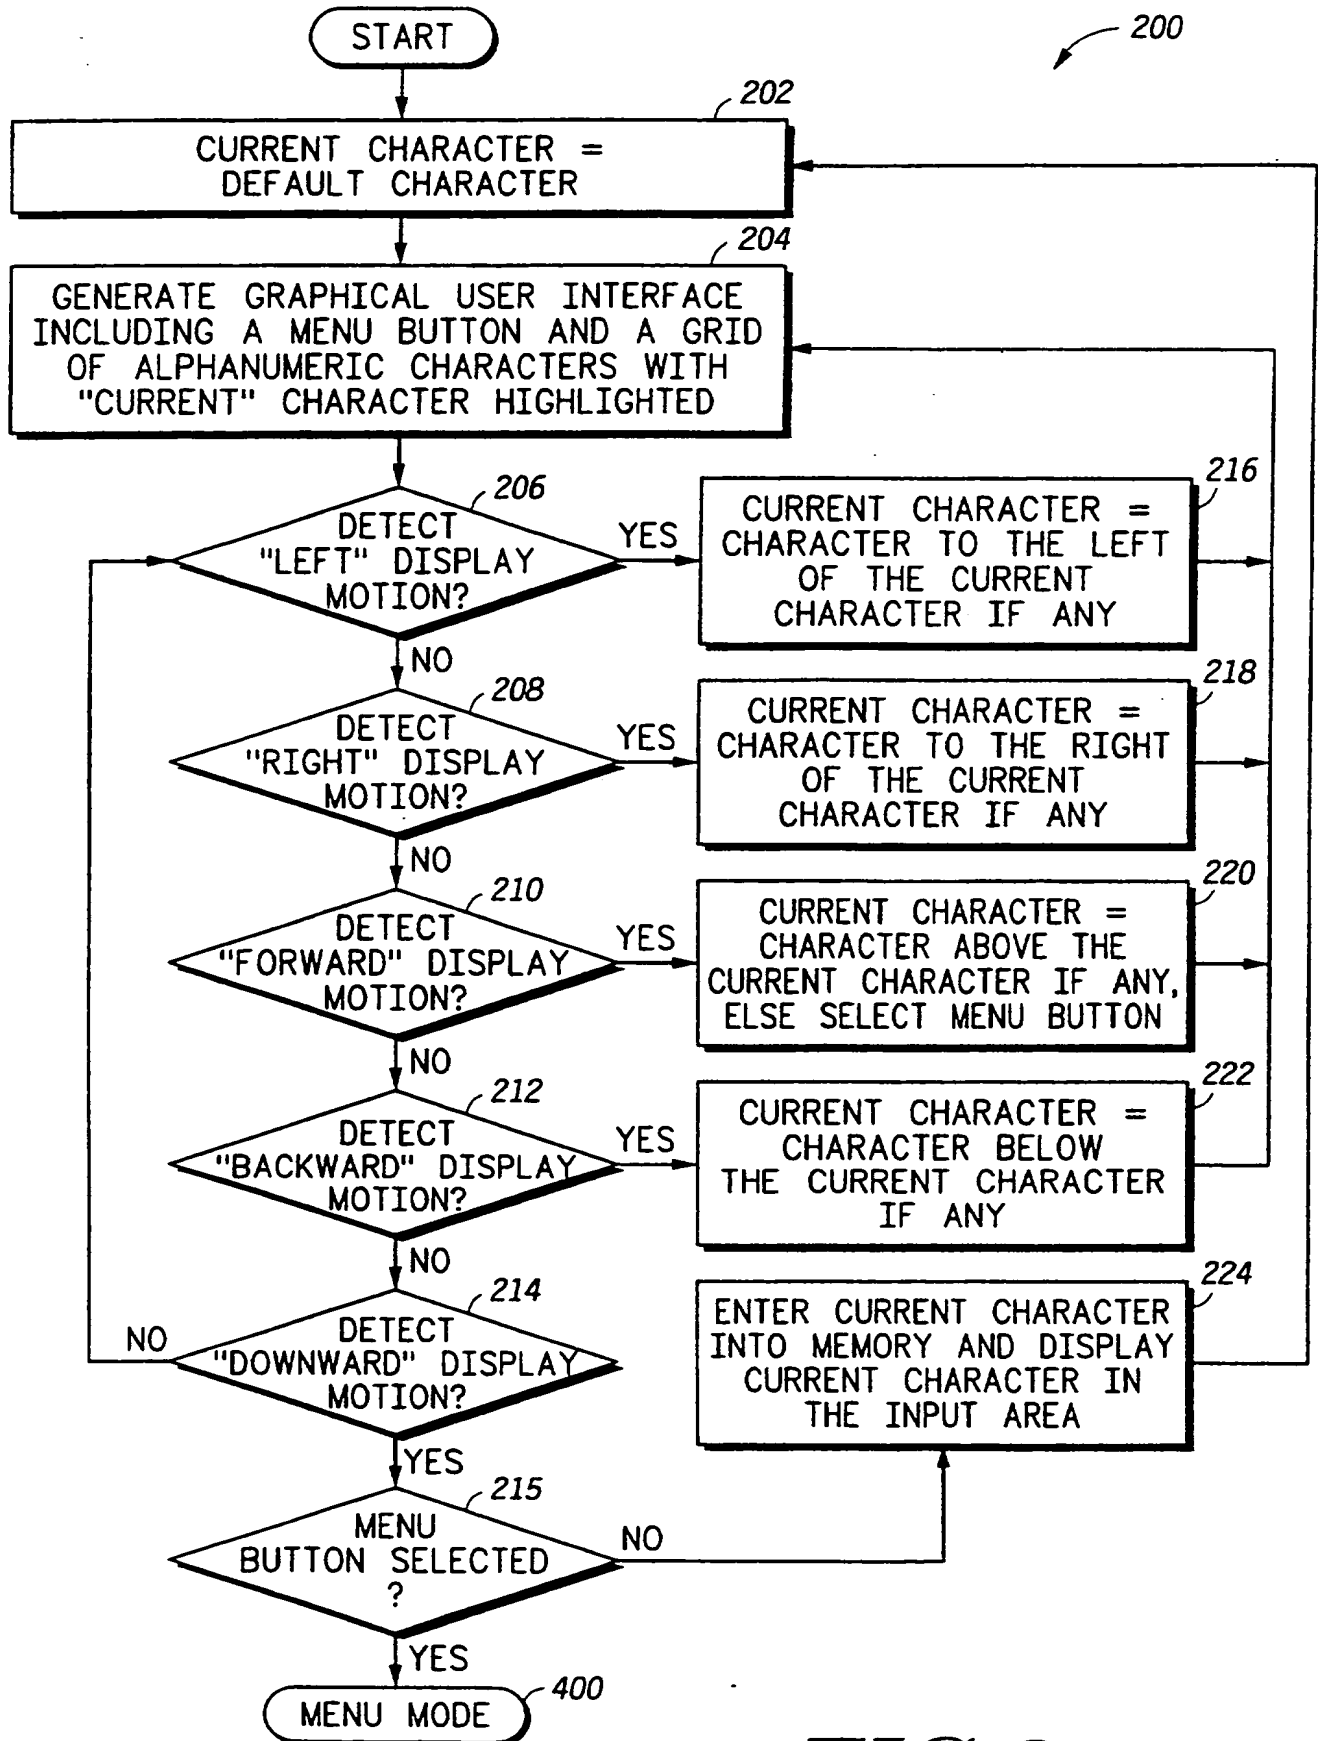 START
200
202
CURRENT CHARACTER =
DEFAULT CHARACTER
204
GENERATE GRAPHICAL USER INTERFACE
INCLUDING A MENU BUTTON AND A GRID
OF ALPHANUMERIC CHARACTERS WITH
"CURRENT" CHARACTER HIGHLIGHTED
206
DETECT
"LEFT" DISPLAY
MOTION?
YES
NO
216
CURRENT CHARACTER =
CHARACTER TO THE LEFT
OF THE CURRENT
CHARACTER IF ANY
208
DETECT
"RIGHT" DISPLAY
MOTION?
YES
NO
218
CURRENT CHARACTER =
CHARACTER TO THE RIGHT
OF THE CURRENT
CHARACTER IF ANY
210
DETECT
"FORWARD" DISPLAY
MOTION?
YES
NO
220
CURRENT CHARACTER =
CHARACTER ABOVE THE
CURRENT CHARACTER IF ANY,
ELSE SELECT MENU BUTTON
212
DETECT
"BACKWARD" DISPLAY
MOTION?
YES
NO
222
CURRENT CHARACTER =
CHARACTER BELOW
THE CURRENT CHARACTER
IF ANY
214
DETECT
"DOWNWARD" DISPLAY
MOTION?
NO
YES
224
ENTER CURRENT CHARACTER
INTO MEMORY AND DISPLAY
CURRENT CHARACTER IN
THE INPUT AREA
215
MENU
BUTTON SELECTED
?
NO
YES
MENU MODE
400